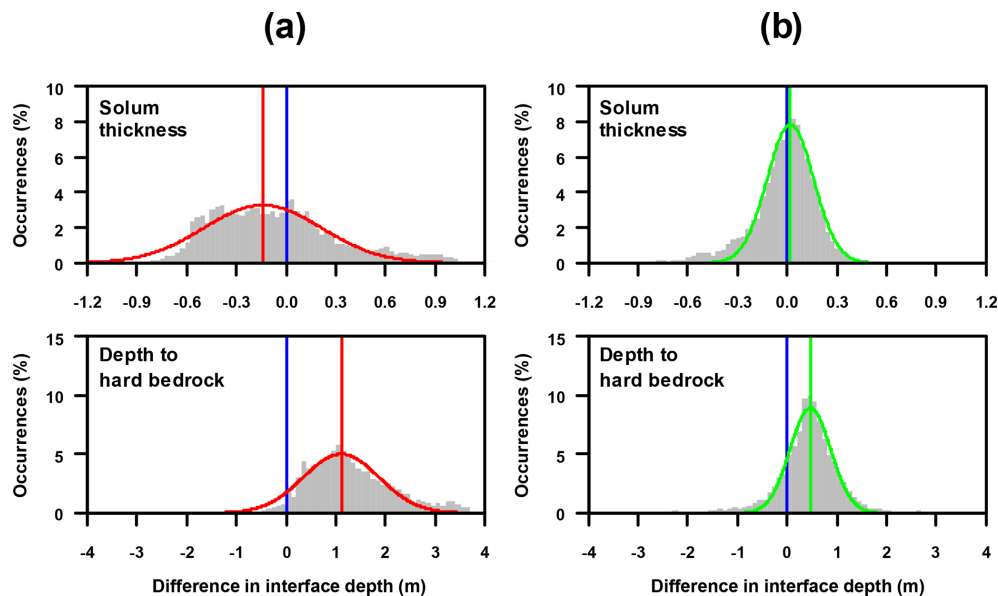 (a)
(b)
Occurrences (%)
10
8
6
4
2
0
Solum
thickness
-1.2 -0.9 -0.6 -0.3 0.0 0.3 0.6 0.9 1.2
Occurrences (%)
10
8
6
4
2
0
Solum
thickness
-1.2 -0.9 -0.6 -0.3 0.0 0.3 0.6 0.9 1.2
Occurrences (%)
15
10
5
0
Depth to
hard bedrock
-4 -3 -2 -1 0 1 2 3 4
Difference in interface depth (m)
Occurrences (%)
15
10
5
0
Depth to
hard bedrock
-4 -3 -2 -1 0 1 2 3 4
Difference in interface depth (m)